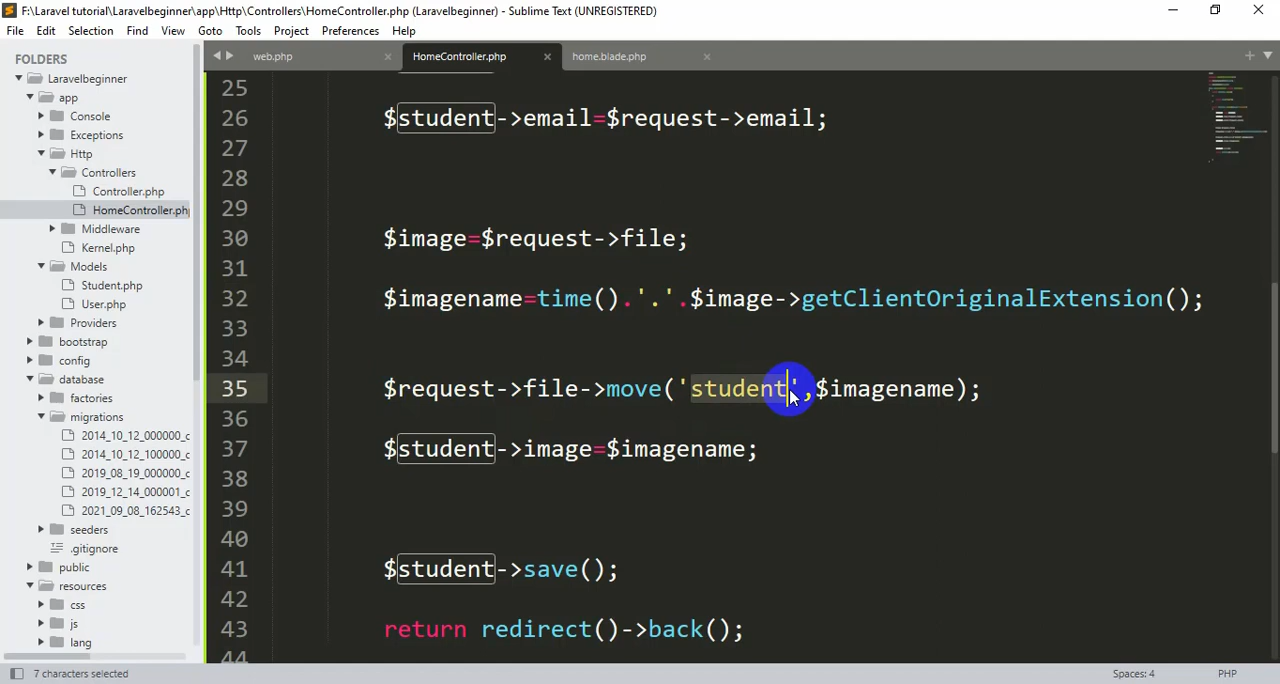 F:\Laravel tutorial\Laravelbeginner\app\Http\Controllers\HomeController.php (Laravelbeginner) - Sublime Text (UNREGISTERED)
File Edit Selection Find View Goto Tools Project Preferences Help
FOLDERS
Laravelbeginner
app
Console
Exceptions
Http
Controllers
Controller.php
HomeController.php
Middleware
Kernel.php
Models
Student.php
User.php
Providers
bootstrap
config
database
factories
migrations
2014_10_12_000000_c
2014_10_12_100000_c
2019_08_19_000000_c
2019_12_14_000001_c
2021_09_08_162543_c
seeders
.gitignore
public
resources
css
js
lang
web.php HomeController.php home.blade.php
25
26 $student->email=$request->email;
27
28
29
30 $image=$request->file;
31
32 $imagename=time().'.'.$image->getClientOriginalExtension();
33
34
35 $request->file->move('student',$imagename);
36
37 $student->image=$imagename;
38
39
40
41 $student->save();
42
43 return redirect()->back();
44
7 characters selected Spaces: 4 PHP